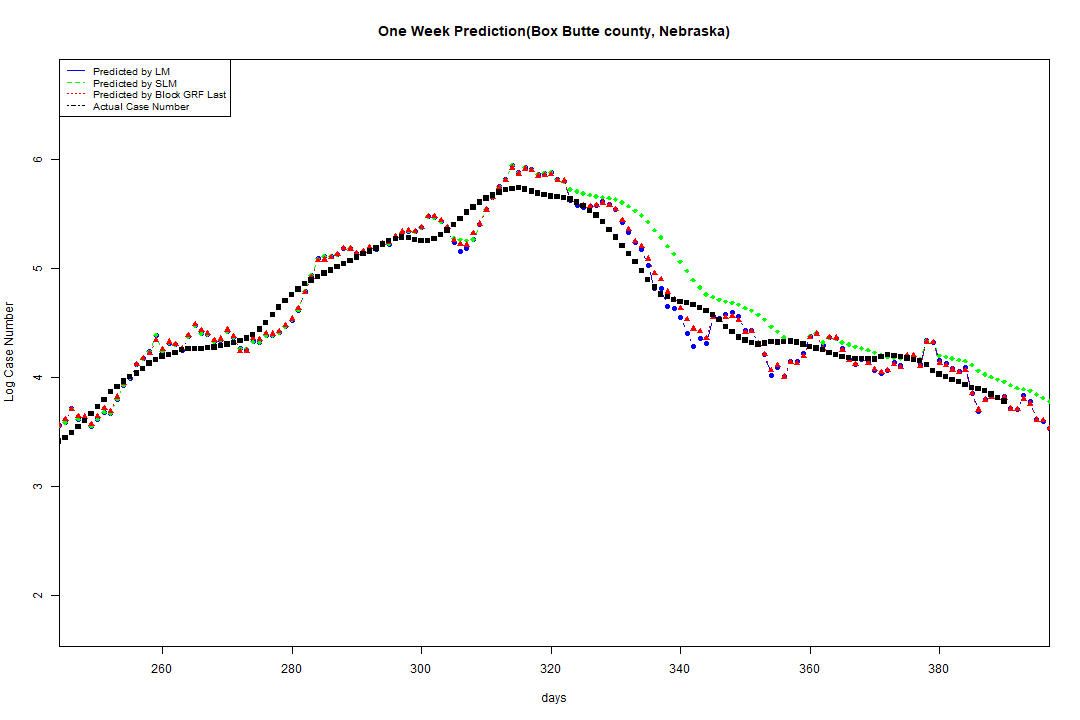 One Week Prediction(Box Butte county, Nebraska)
Predicted by LM
Predicted by SLM
Predicted by Block GRF Last
Actual Case Number
6
5
4
3
2
Log Case Number
260 280 300 320 340 360 380
days